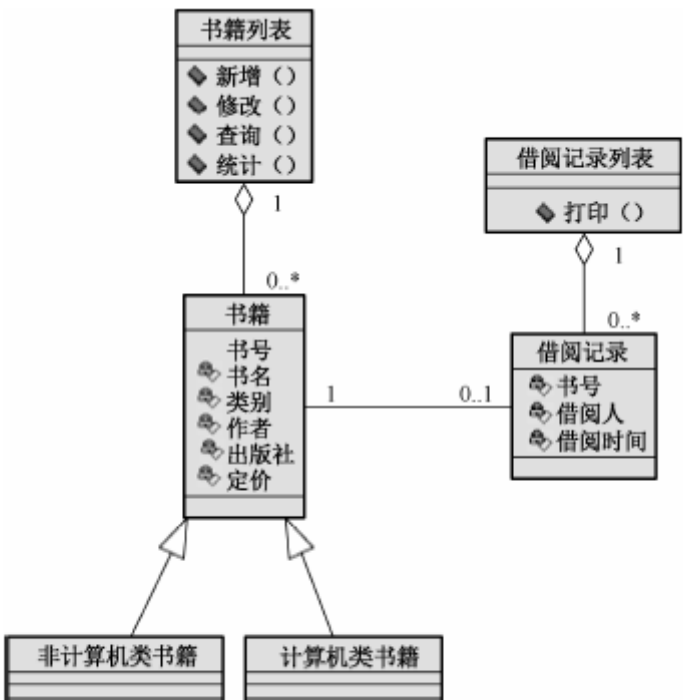 书籍列表
新增（）
修改（）
查询（）
统计（）
1
0..*
书籍
书号
书名
类别
作者
出版社
定价
1
0..1
借阅记录列表
打印（）
1
0..*
借阅记录
书号
借阅人
借阅时间
非计算机类书籍
计算机类书籍